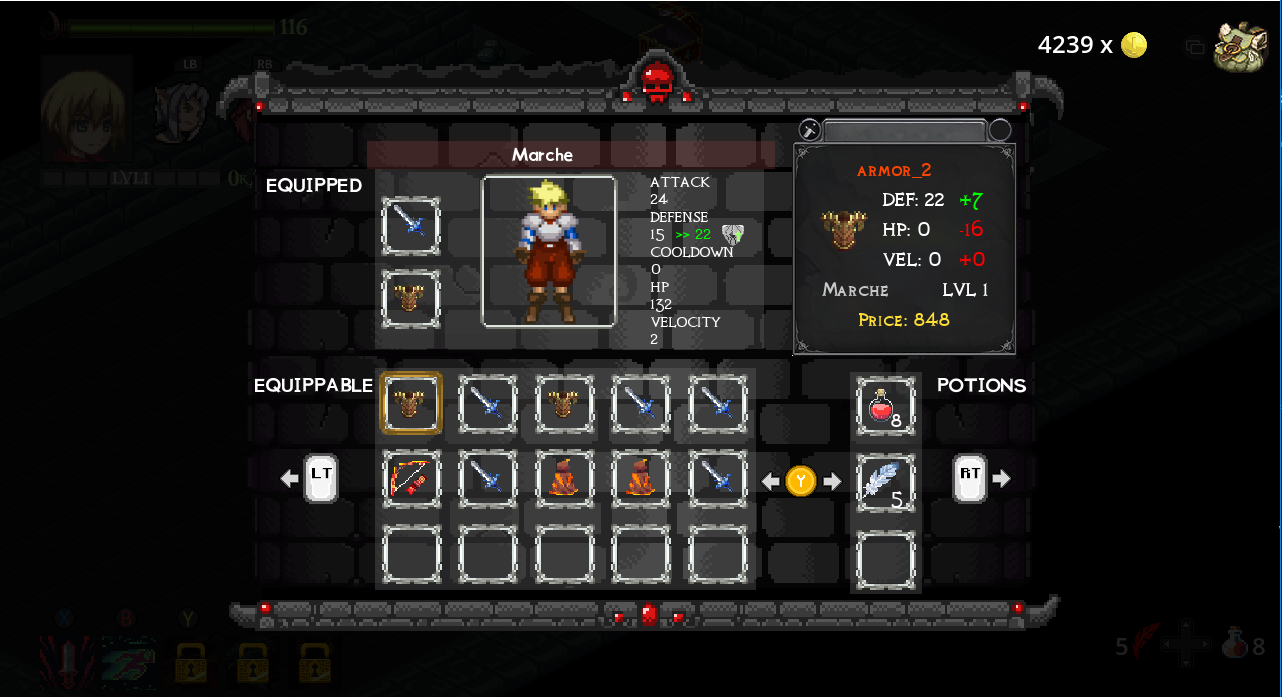 116
4239 x
LB
RB
LVL1
0K
Marche
EQUIPPED
ATTACK
24
DEFENSE
15 >> 22
COOLDOWN
0
HP
132
VELOCITY
2
ARMOR_2
DEF: 22 +7
HP: 0 -16
VEL: 0 +0
MARCHE LVL 1
PRICE: 848
EQUIPPABLE
POTIONS
8
LT
Y
5
RT
X B Y
5
8